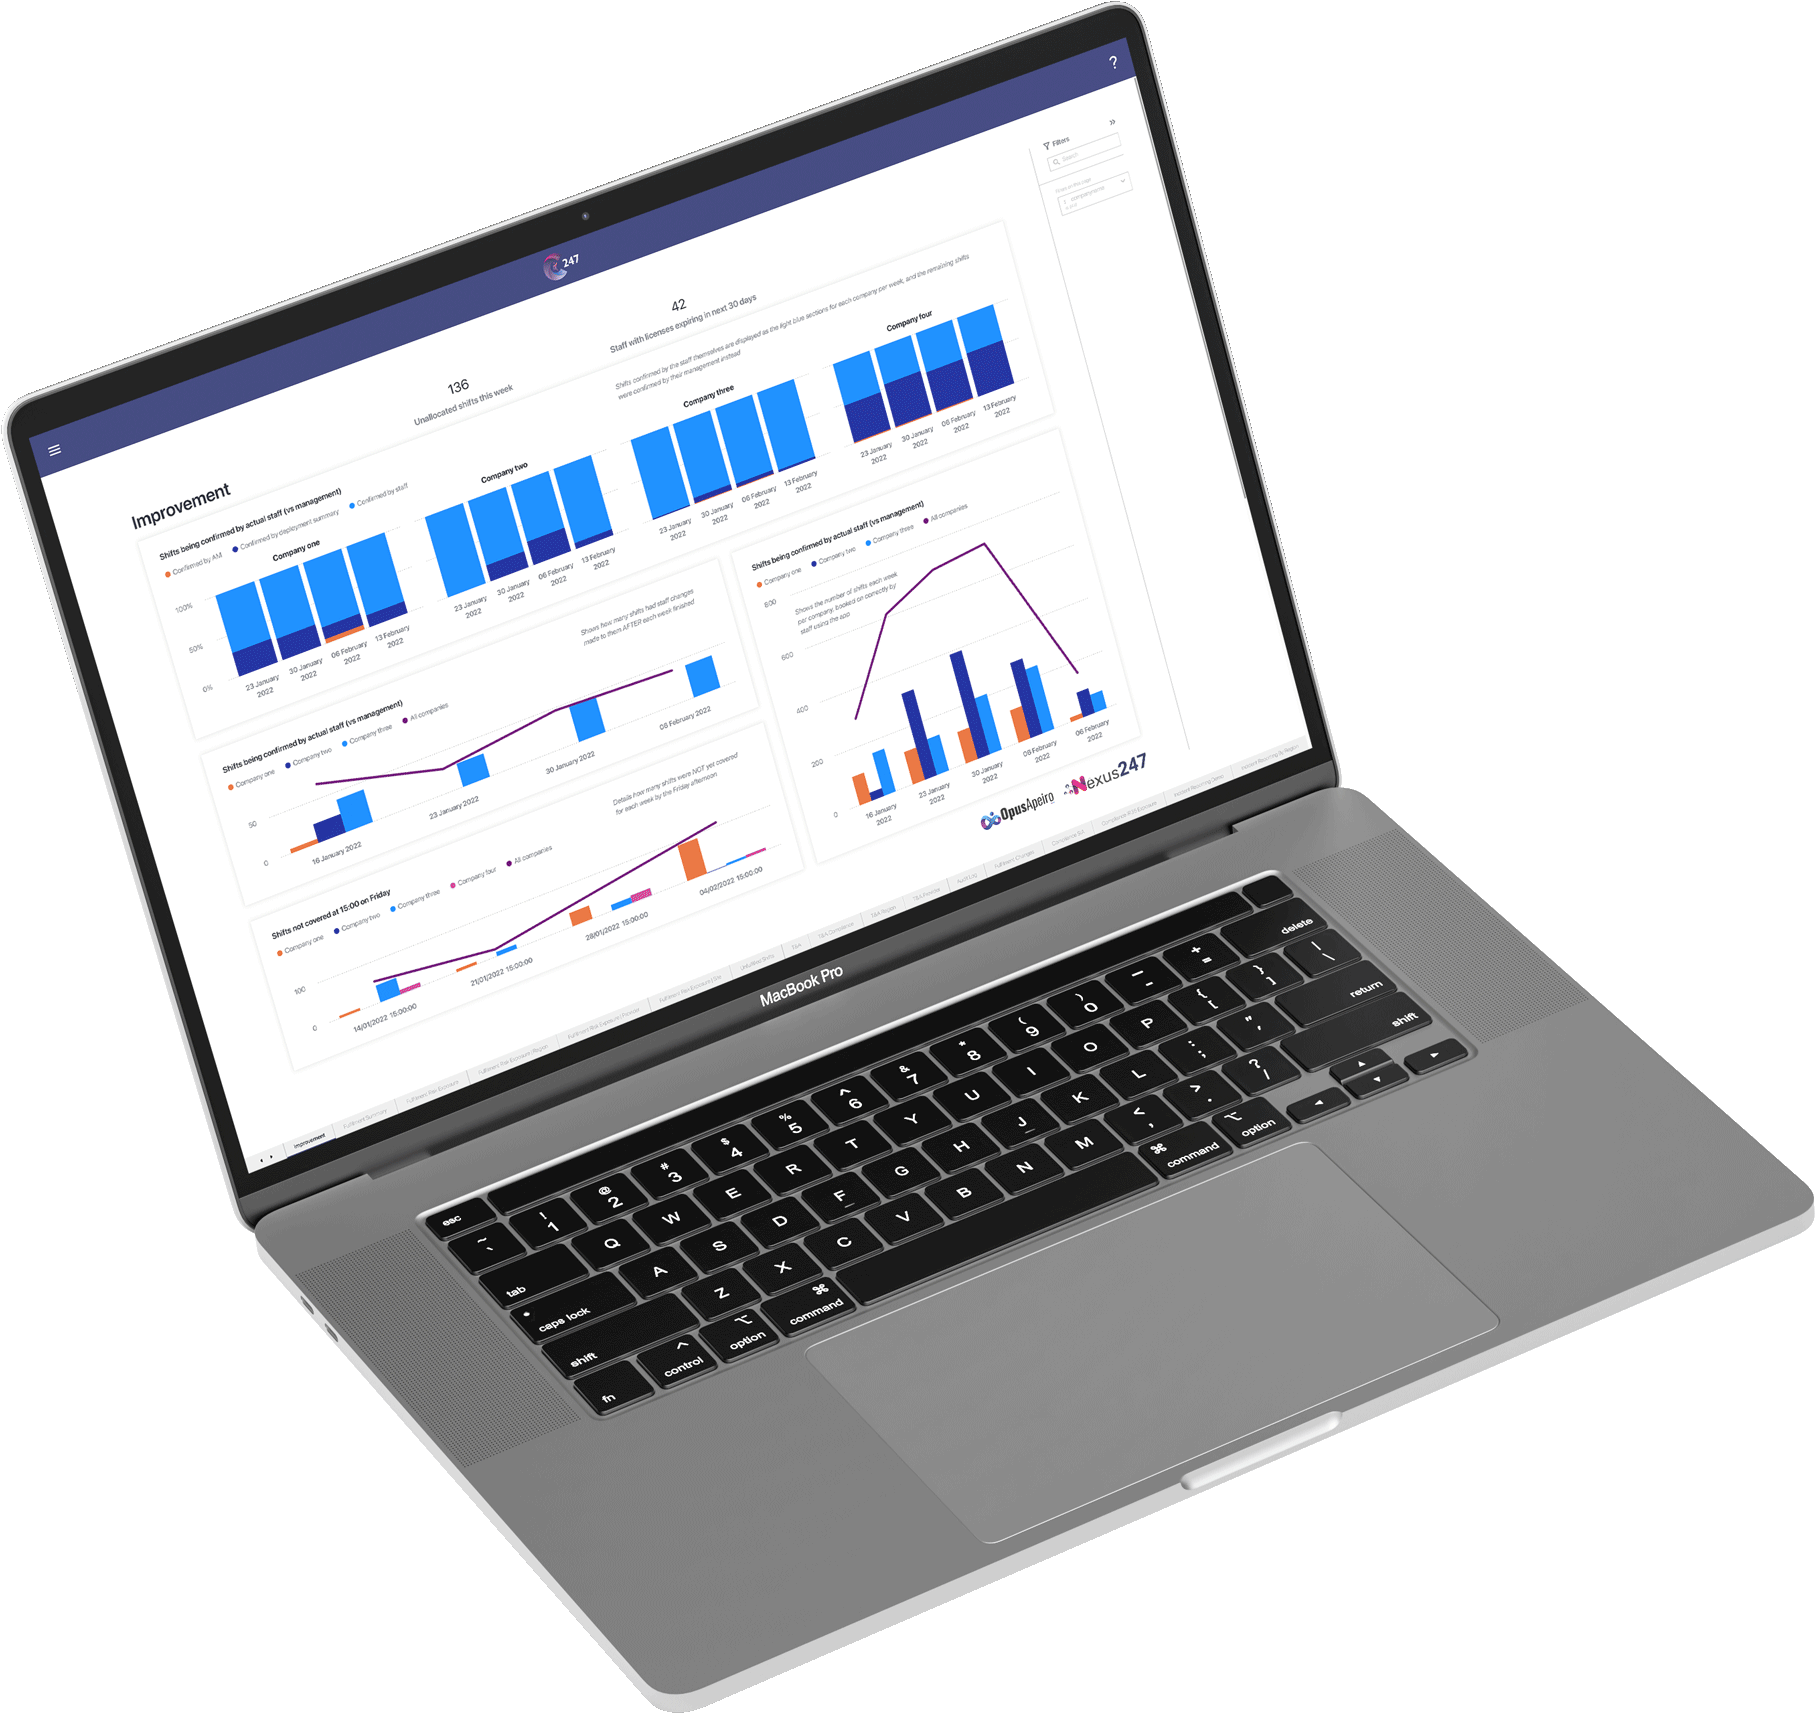 ?
247
Filters
Search
42
Staff with licenses expiring in next 30 days
136
Unallocated shifts this week
Improvement
Shifts being confirmed by actual staff (vs management)
Confirmed by AM
Confirmed by deployment summary
Confirmed by staff
Shifts confirmed by the staff themselves are displayed as the light blue sections for each company per week, and the remaining shifts
were confirmed by their management instead
Company one
Company two
Company three
Company four
100%
50%
0%
23 January
2022
30 January
2022
06 February
2022
13 February
2022
23 January
2022
30 January
2022
06 February
2022
13 February
2022
23 January
2022
30 January
2022
06 February
2022
13 February
2022
23 January
2022
30 January
2022
06 February
2022
13 February
2022
Shifts being confirmed by actual staff (vs management)
Company one
Company two
Company three
All companies
Shows how many shifts had staff changes
made to them AFTER each week finished
50
0
16 January 2022
23 January 2022
30 January 2022
06 February 2022
Shifts not covered at 15:00 on Friday
Company one
Company two
Company three
Company four
All companies
Details how many shifts were NOT yet covered
for each week by the Friday afternoon
100
0
14/01/2022 15:00:00
21/01/2022 15:00:00
28/01/2022 15:00:00
04/02/2022 15:00:00
Shifts being confirmed by actual staff (vs management)
Company one
Company two
Company three
All companies
Shows the number of shifts each week
per company, booked on correctly by
staff using the app
800
600
400
200
0
16 January
2022
23 January
2022
30 January
2022
06 February
2022
06 February
2022
OpusApeiro
Nexus247
Improvement
Fulfilment Summary
MacBook Pro
esc
~ `
! 1
@ 2
# 3
$ 4
% 5
^ 6
& 7
* 8
( 9
) 0
— -
+ =
delete
tab
Q W E R T Y U I O P
{ [
} ]
| \
caps lock
A S D F G H J K L
: ;
" '
return
shift
Z X C V B N M
< ,
> .
? /
shift
fn
control
option
command
command
option